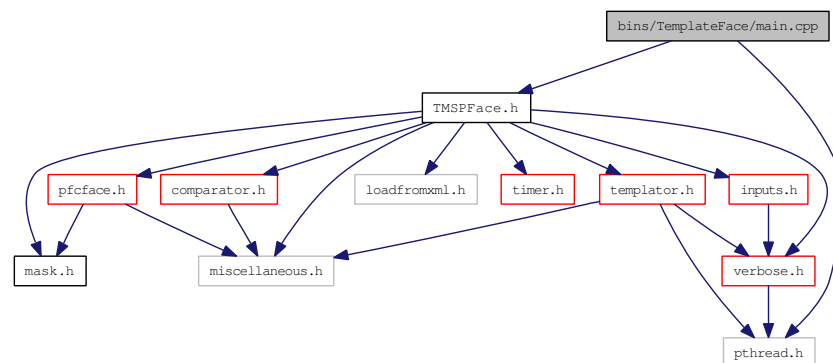 bins/TemplateFace/main.cpp
TMSPFace.h
pfcface.h
comparator.h
loadfromxml.h
timer.h
templator.h
inputs.h
mask.h
miscellaneous.h
verbose.h
pthread.h